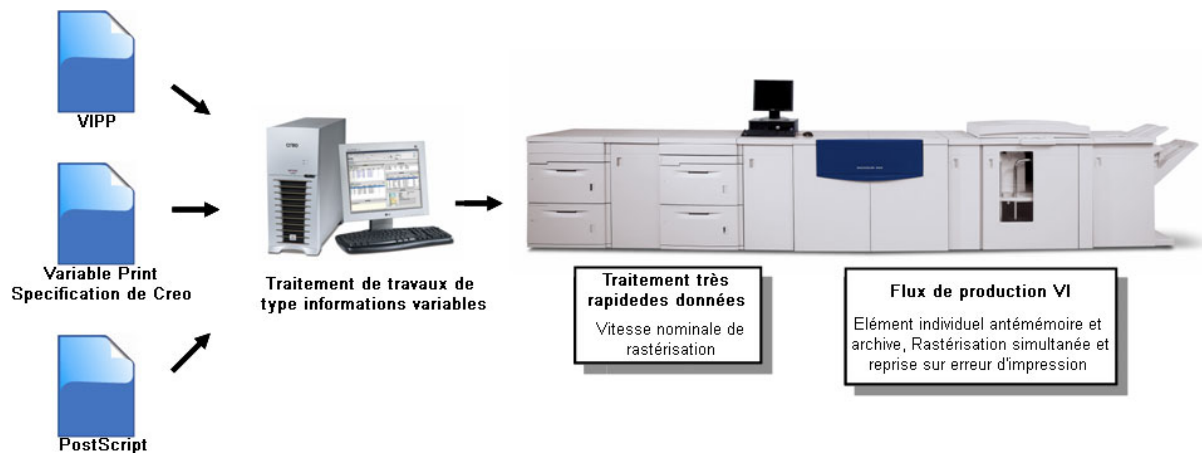 VIPP
Variable Print
Specification de Creo
PostScript
creo
Traitement de travaux de
type informations variables
Traitement très
rapidedes données
Vitesse nominale de
rastérisation
Flux de production VI
Elément individuel antémémoire et
archive, Rastérisation simultanée et
reprise sur erreur d'impression